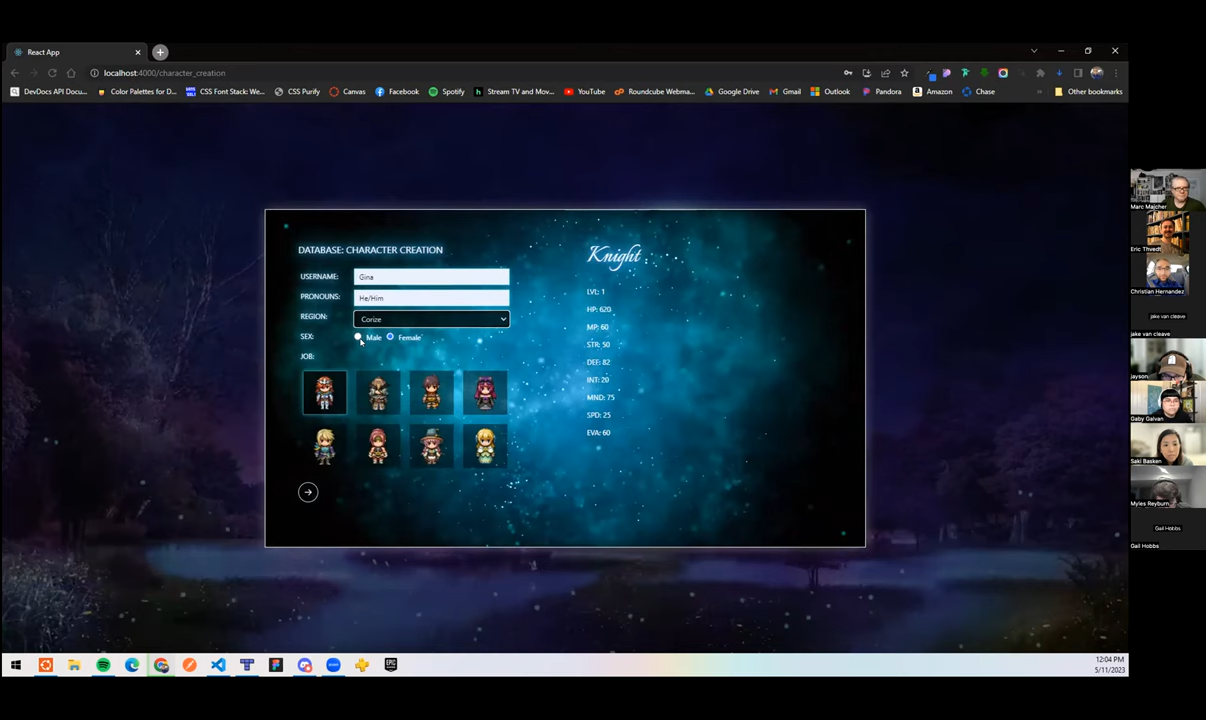 React App
localhost:4000/character_creation
DevDocs API Docu... Color Palettes for D... CSS Font Stack: We... CSS Purify Canvas Facebook Spotify Stream TV and Mov... YouTube Roundcube Webma... Google Drive Gmail Outlook Pandora Amazon Chase Other bookmarks
DATABASE: CHARACTER CREATION
USERNAME: Gina
PRONOUNS: He/Him
REGION: Corize
SEX: Male Female
JOB:
Knight
LVL: 1
HP: 620
MP: 60
STR: 50
DEF: 82
INT: 20
MND: 75
SPD: 25
EVA: 60
Marc Majcher
Eric Thvedt
Christian Hernandez
jake van cleave
jake van cleave
jayson
Gaby Galvan
Saki Basken
Myles Reyburn
Gail Hobbs
Gail Hobbs
EPIC
12:04 PM
5/11/2023